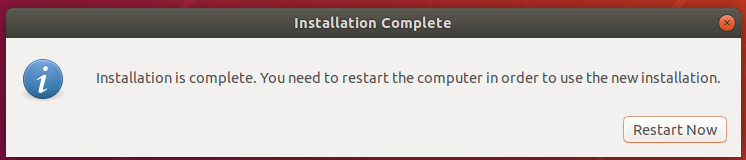 Installation Complete
Installation is complete. You need to restart the computer in order to use the new installation.
Restart Now